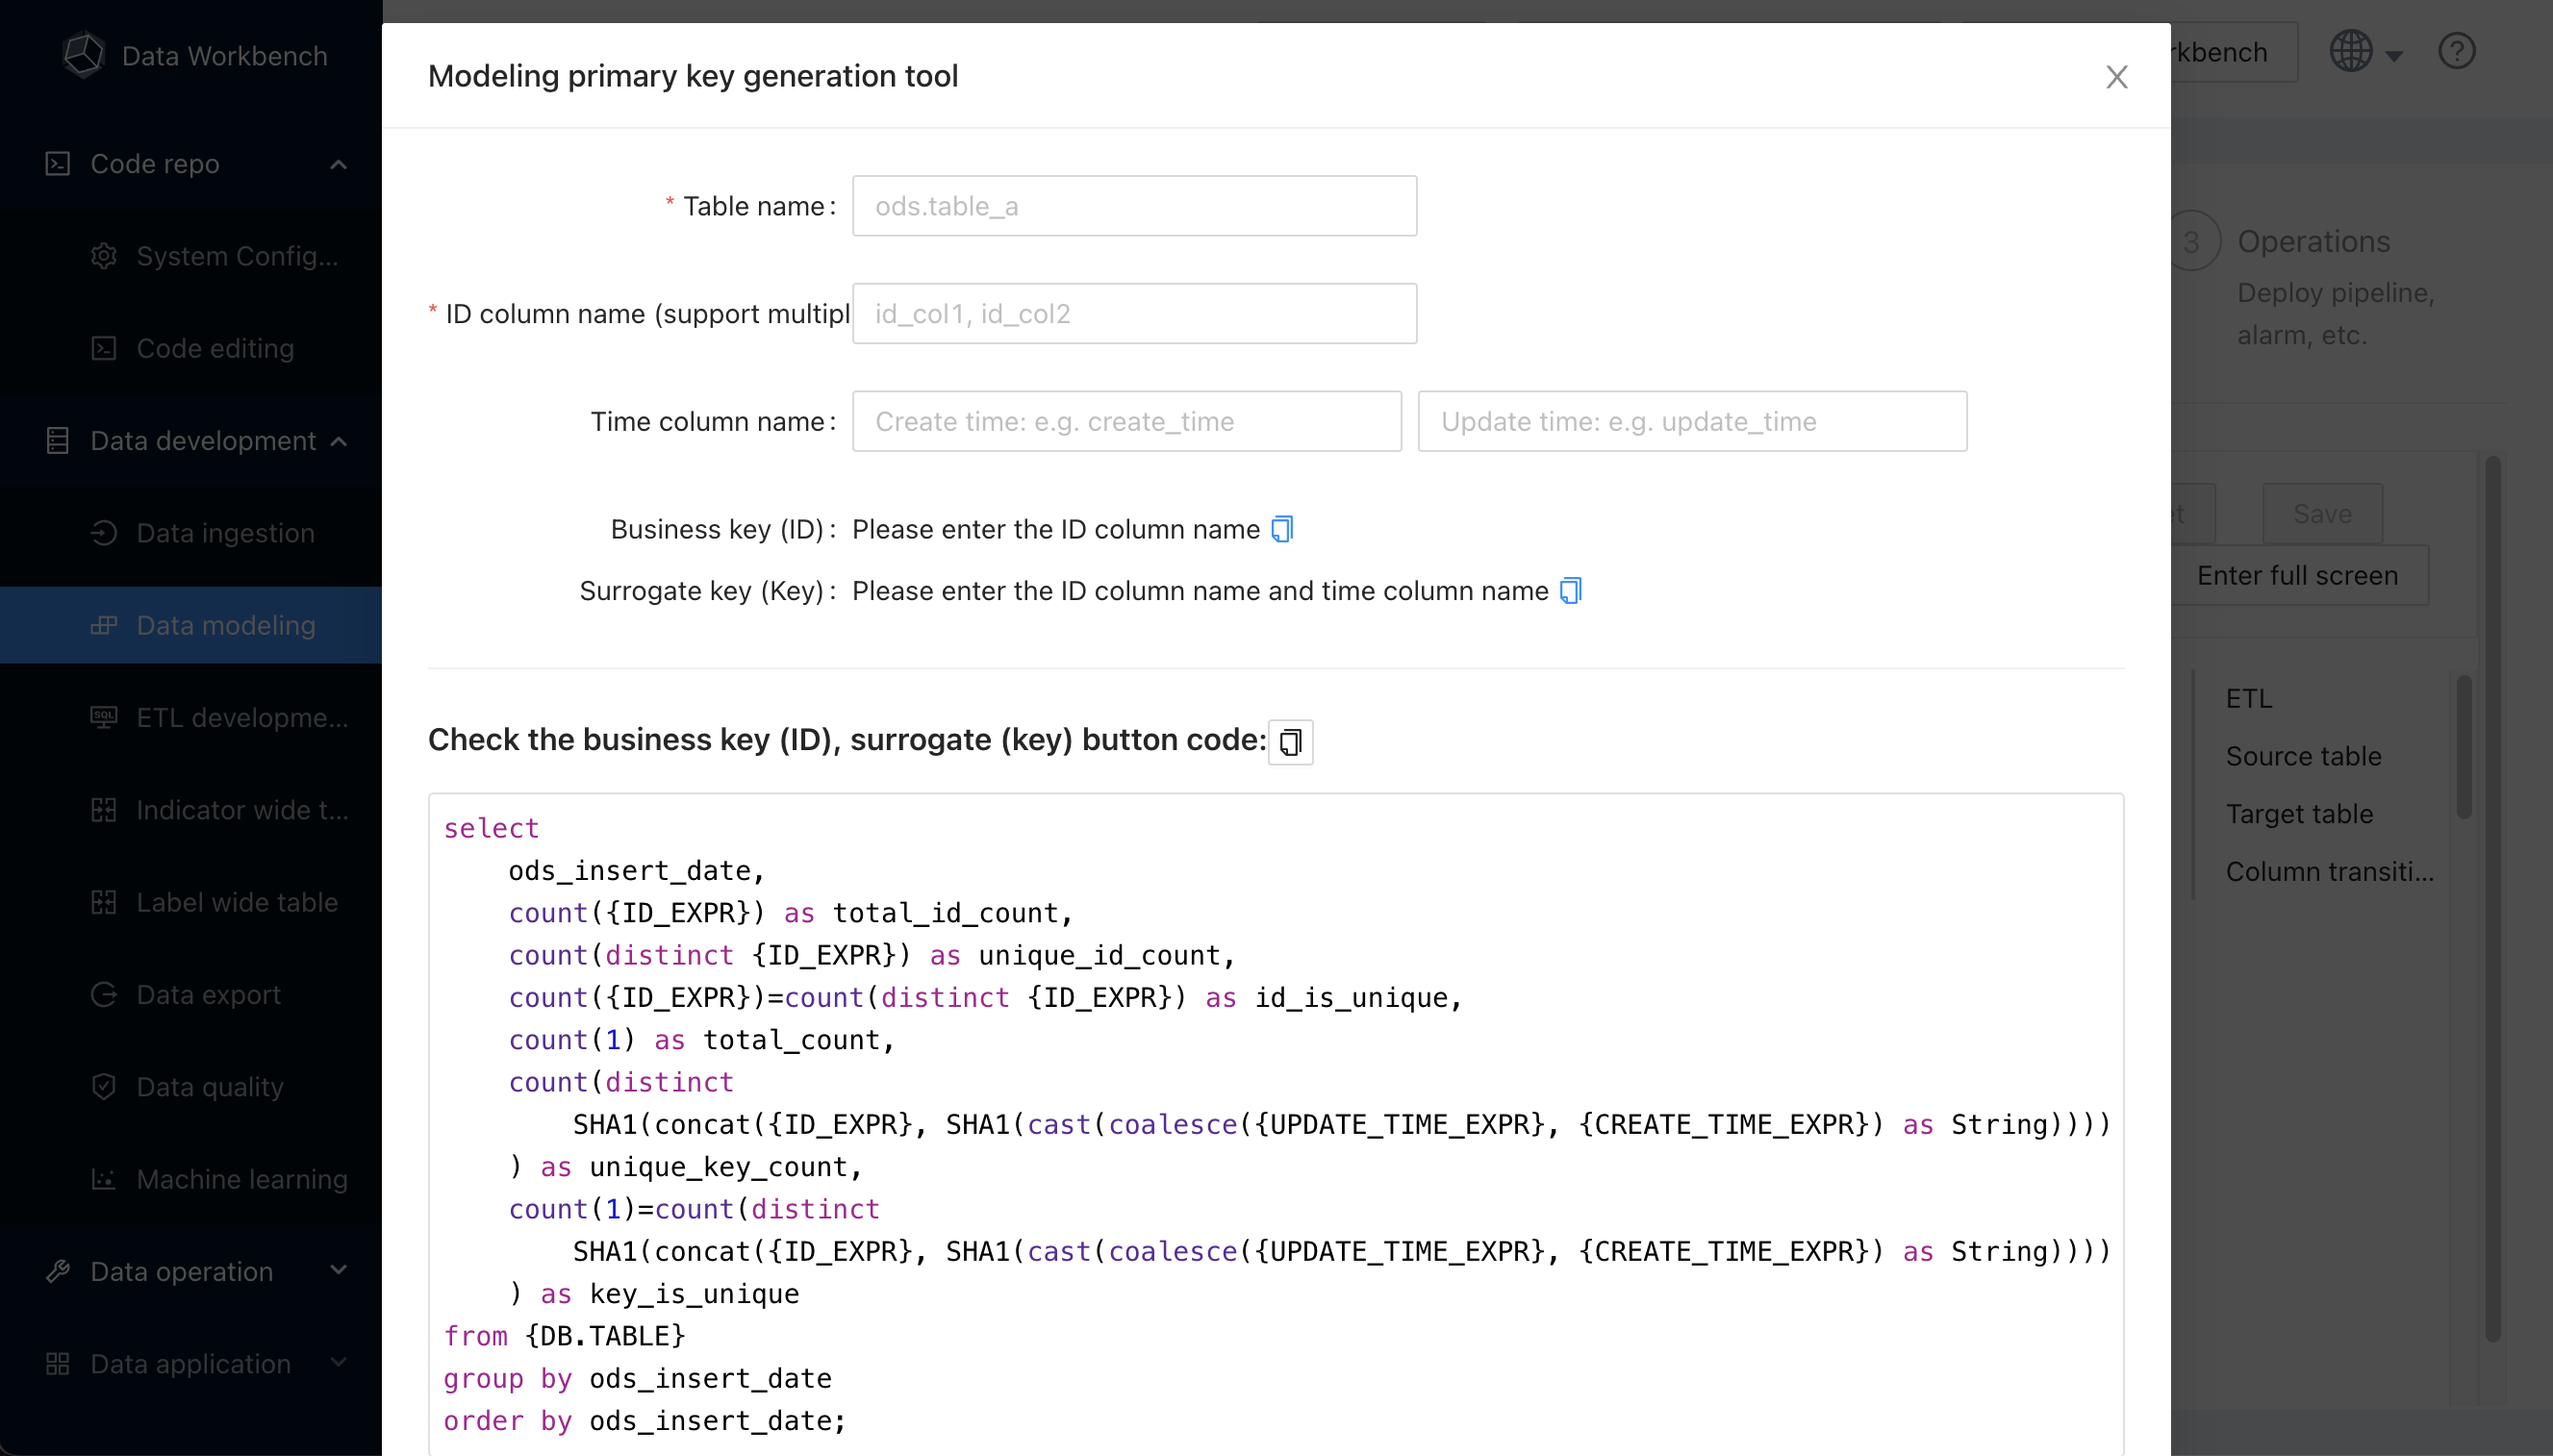 Data Workbench
Code repo
System Config...
Code editing
Data development
Data ingestion
Data modeling
ETL developme...
Indicator wide t...
Label wide table
Data export
Data quality
Machine learning
Data operation
Data application
Modeling primary key generation tool
* Table name:
ods.table_a
* ID column name (support multipl
id_col1, id_col2
Time column name:
Create time: e.g. create_time
Update time: e.g. update_time
Business key (ID): Please enter the ID column name
Surrogate key (Key): Please enter the ID column name and time column name
Check the business key (ID), surrogate (key) button code:
select
ods_insert_date,
count({ID_EXPR}) as total_id_count,
count(distinct {ID_EXPR}) as unique_id_count,
count({ID_EXPR})=count(distinct {ID_EXPR}) as id_is_unique,
count(1) as total_count,
count(distinct
SHA1(concat({ID_EXPR}, SHA1(cast(coalesce({UPDATE_TIME_EXPR}, {CREATE_TIME_EXPR}) as String))))
) as unique_key_count,
count(1)=count(distinct
SHA1(concat({ID_EXPR}, SHA1(cast(coalesce({UPDATE_TIME_EXPR}, {CREATE_TIME_EXPR}) as String))))
) as key_is_unique
from {DB.TABLE}
group by ods_insert_date
order by ods_insert_date;
rkbench
3 Operations
Deploy pipeline,
alarm, etc.
Save
Enter full screen
ETL
Source table
Target table
Column transiti...